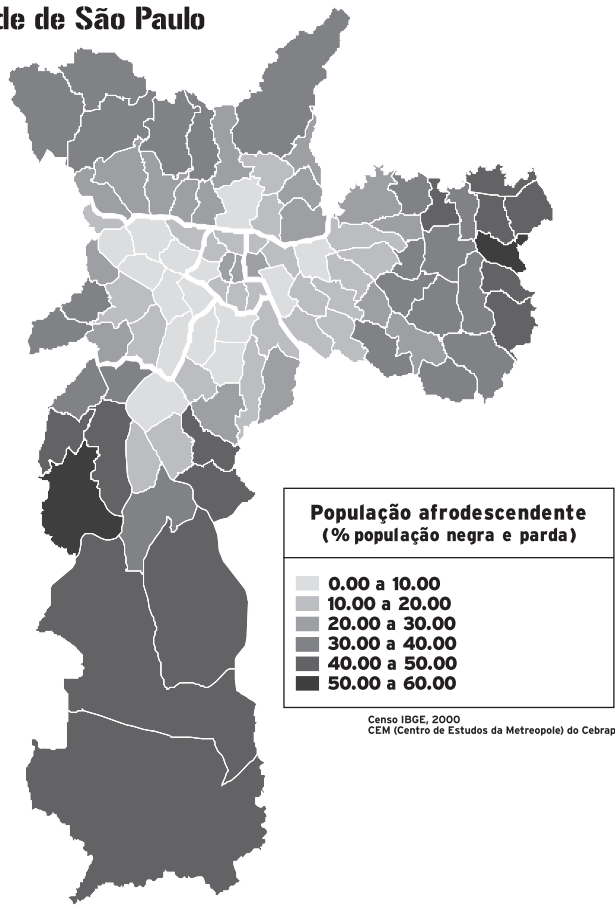 de de São Paulo
População afrodescendente
(% população negra e parda)
0.00 a 10.00
10.00 a 20.00
20.00 a 30.00
30.00 a 40.00
40.00 a 50.00
50.00 a 60.00
Censo IBGE, 2000
CEM (Centro de Estudos da Metreopole) do Cebrap